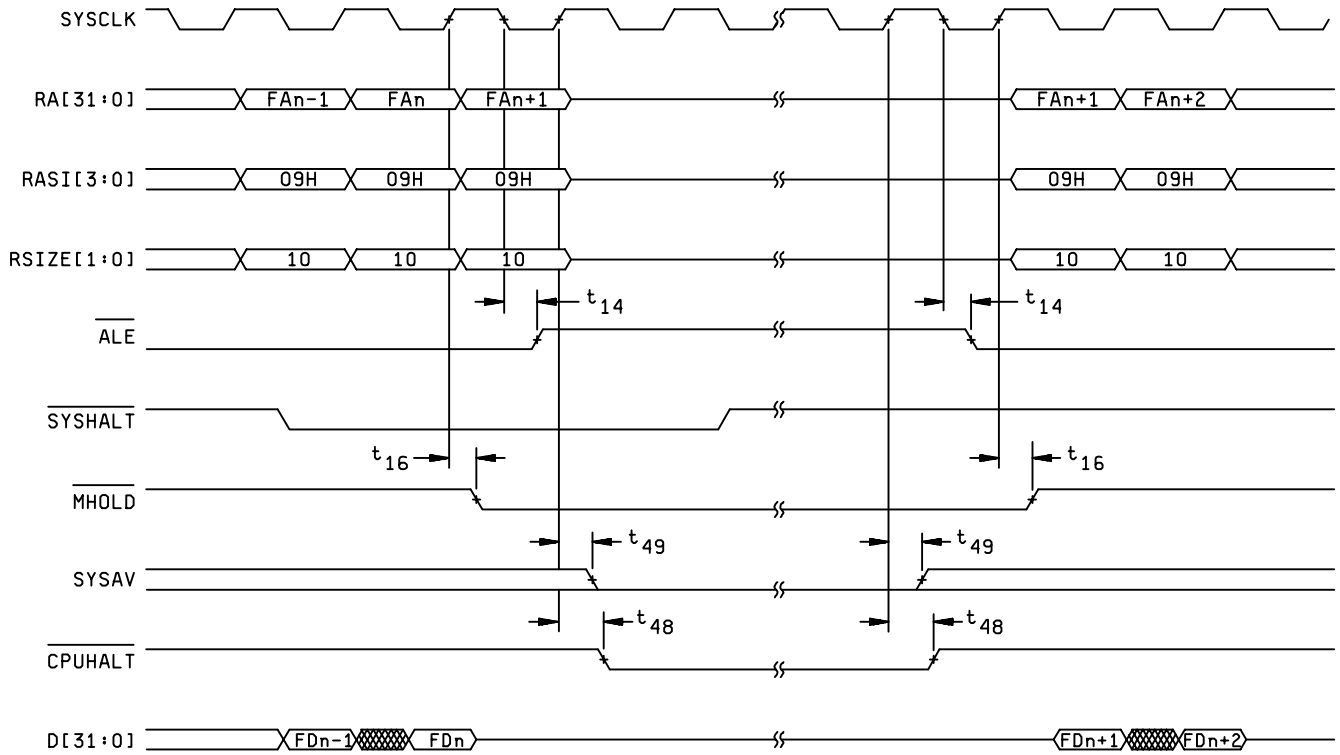 SYSCLK
RA[31:0] FAn-1 FAn FAn+1 FAn+1 FAn+2
RASI[3:0] 09H 09H 09H 09H 09H
RSIZE[1:0] 10 10 10 10 10
t14 t14
ALE
SYSHALT
t16 t16
MHOLD
t49 t49
SYSAV
t48 t48
CPUHALT
D[31:0] FDn-1 FDn FDn+1 FDn+2